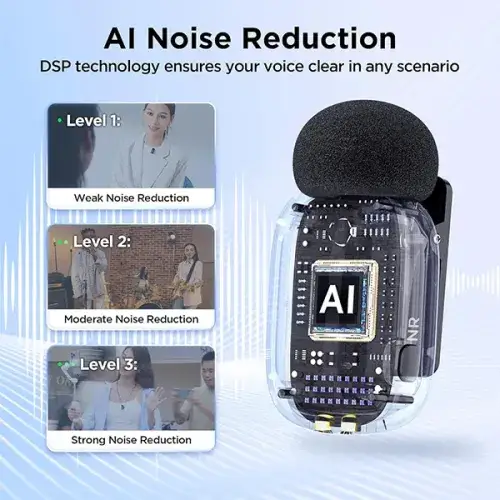 AI Noise Reduction
DSP technology ensures your voice clear in any scenario
Level 1:
Weak Noise Reduction
Level 2:
Moderate Noise Reduction
Level 3:
Strong Noise Reduction
AI
NR